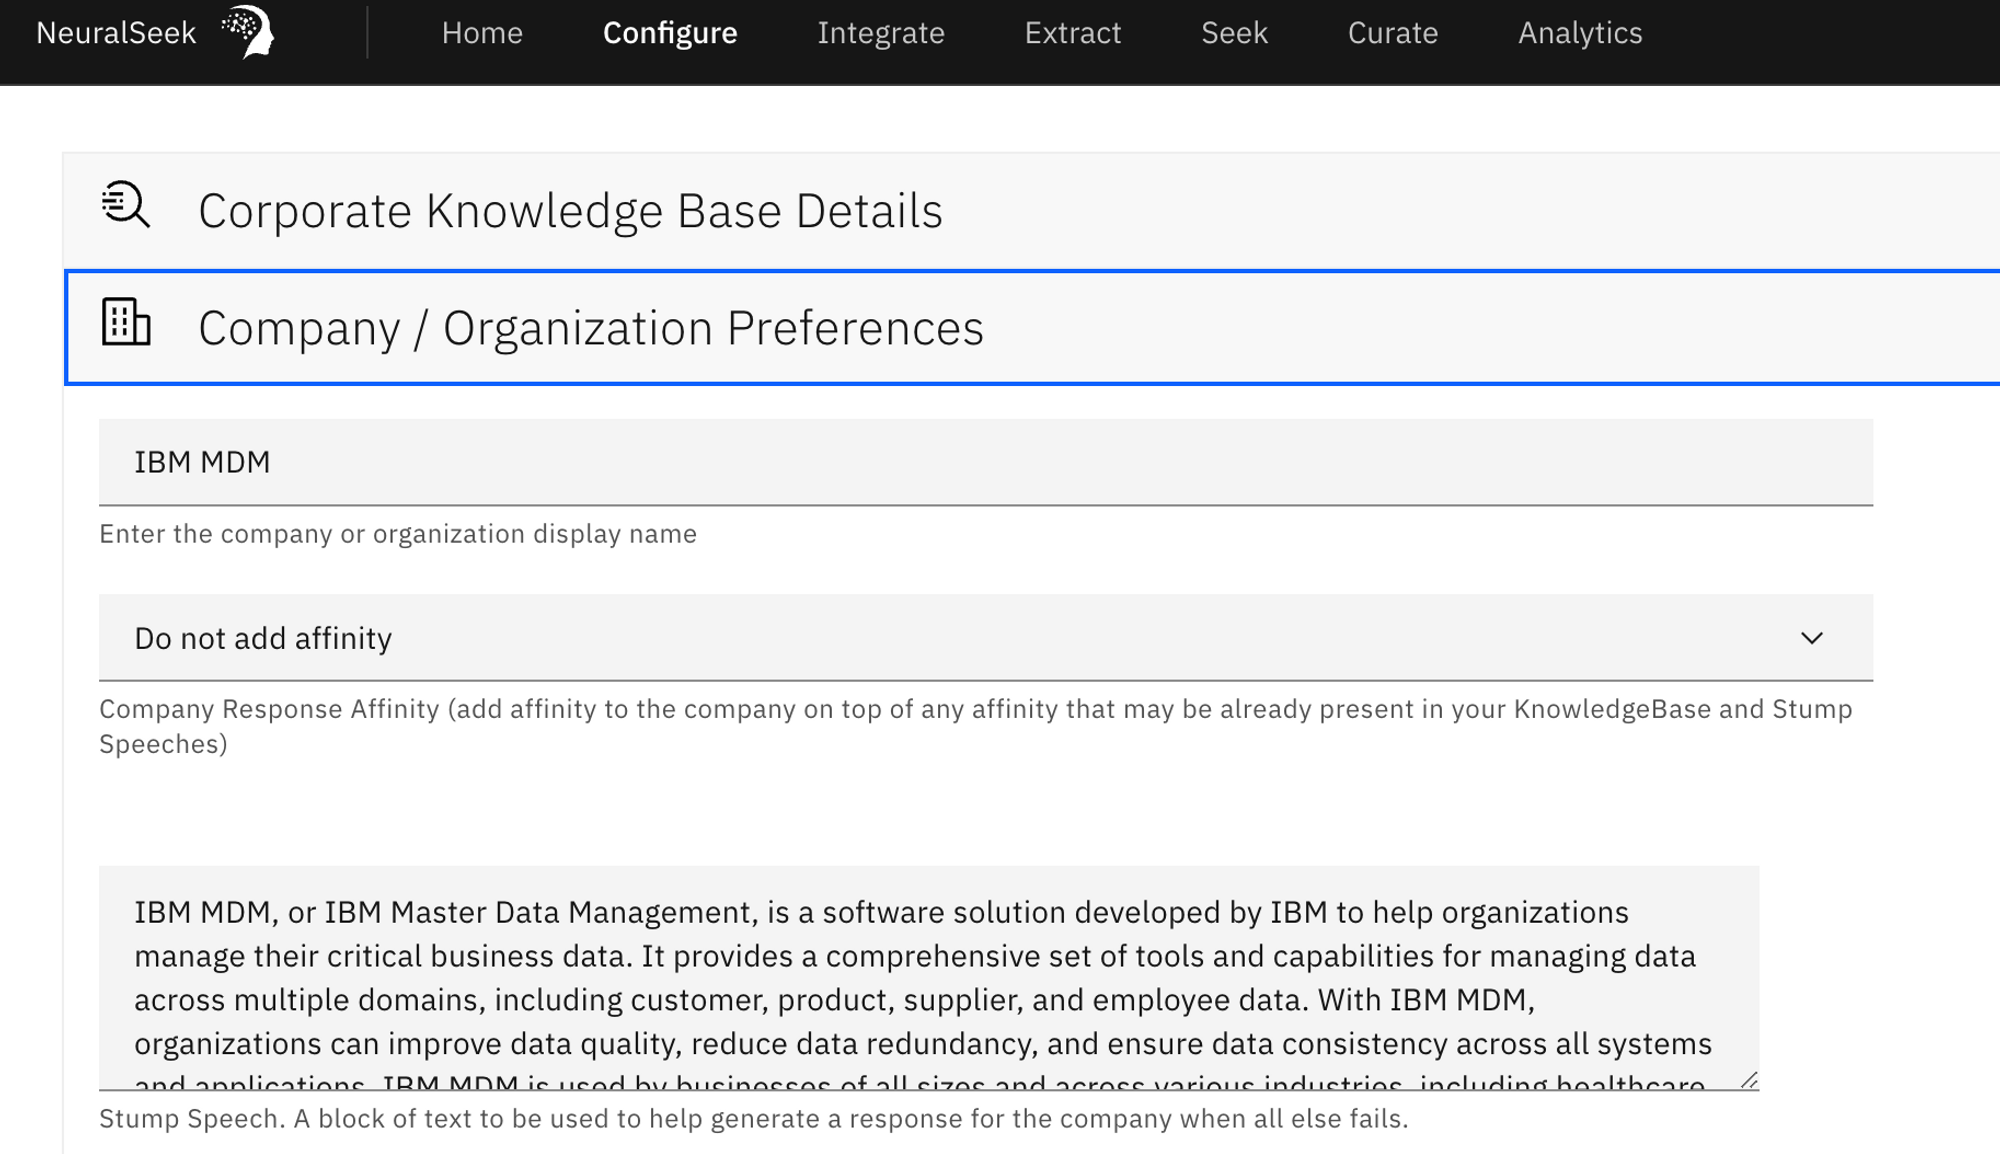 NeuralSeek
Home Configure Integrate Extract Seek Curate Analytics
Corporate Knowledge Base Details
Company / Organization Preferences
IBM MDM
Enter the company or organization display name
Do not add affinity
Company Response Affinity (add affinity to the company on top of any affinity that may be already present in your KnowledgeBase and Stump
Speeches)
IBM MDM, or IBM Master Data Management, is a software solution developed by IBM to help organizations
manage their critical business data. It provides a comprehensive set of tools and capabilities for managing data
across multiple domains, including customer, product, supplier, and employee data. With IBM MDM,
organizations can improve data quality, reduce data redundancy, and ensure data consistency across all systems
and applications. IBM MDM is used by businesses of all sizes and across various industries, including healthcare,
Stump Speech. A block of text to be used to help generate a response for the company when all else fails.